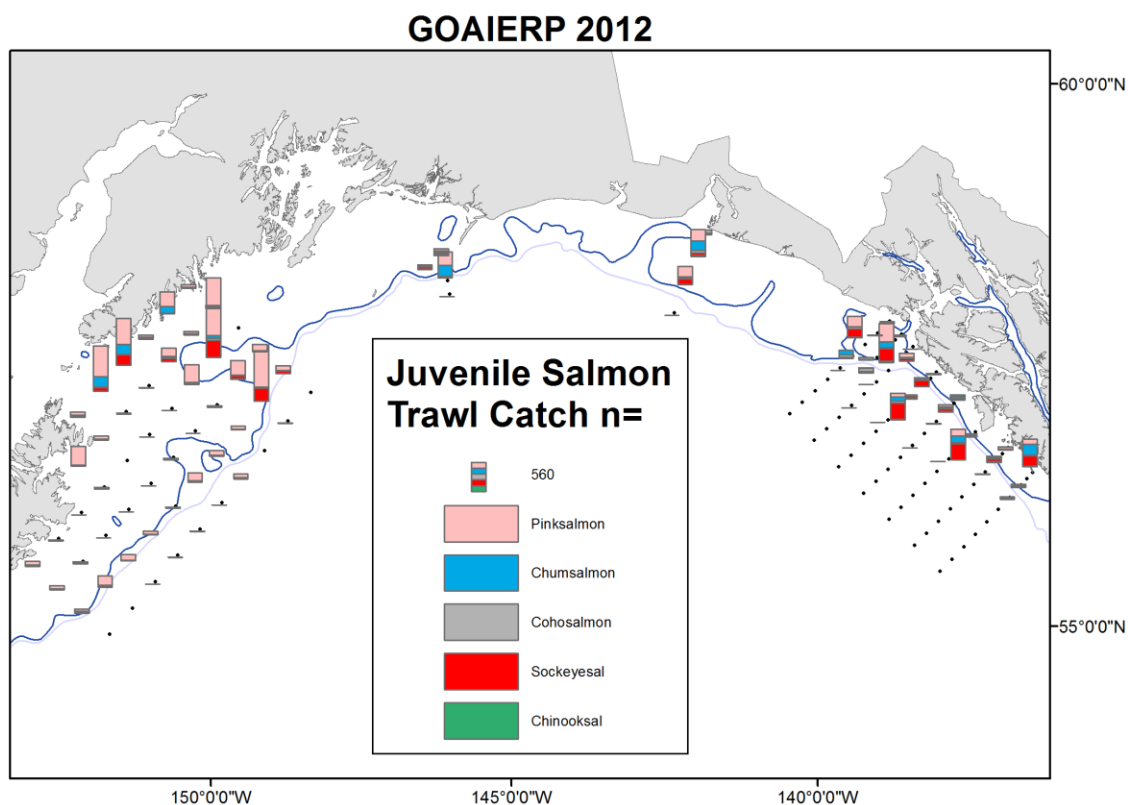 GOAIERP 2012
60°0'0"N
Juvenile Salmon
Trawl Catch n=
560
Pinksalmon
Chumsalmon
Cohosalmon
55°0'0"N
Sockeyesal
Chinooksal
150°0'0"W
145°0'0"W
140°0'0"W